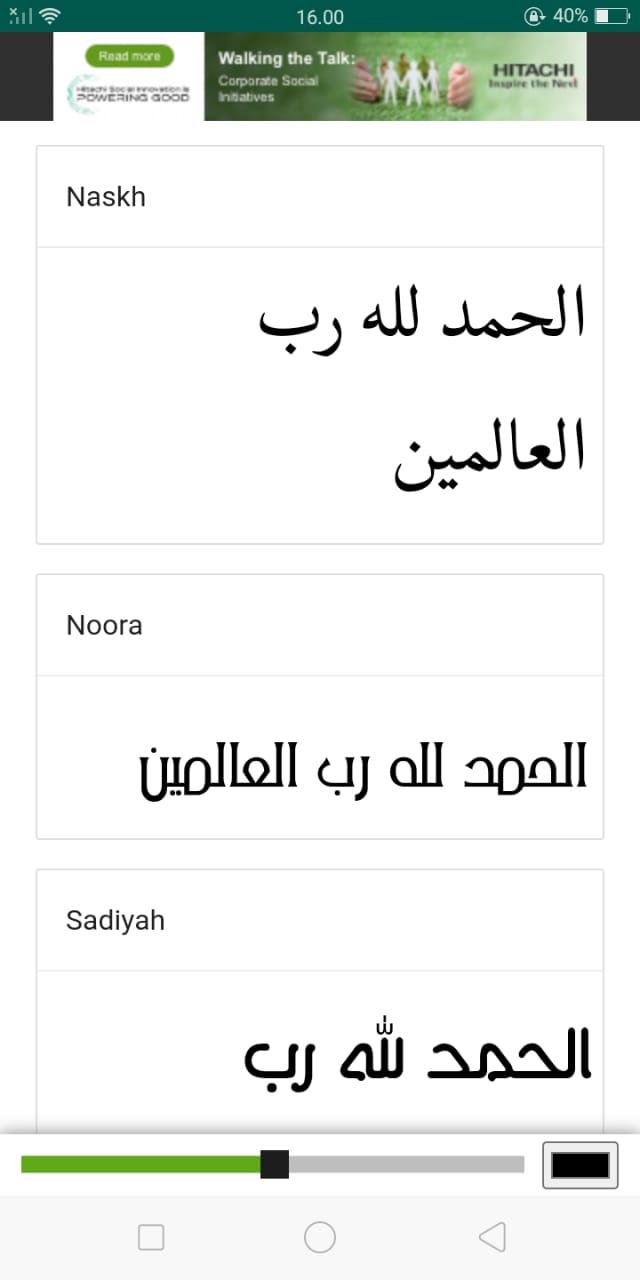 16.00
40%
Read more
Hitachi Social Innovation is
POWERING GOOD
Walking the Talk:
Corporate Social
Initiatives
HITACHI
Inspire the Next
Naskh
الحمد لله رب
العالمين
Noora
الحمد لله رب العالمين
Sadiyah
الحمد لله رب